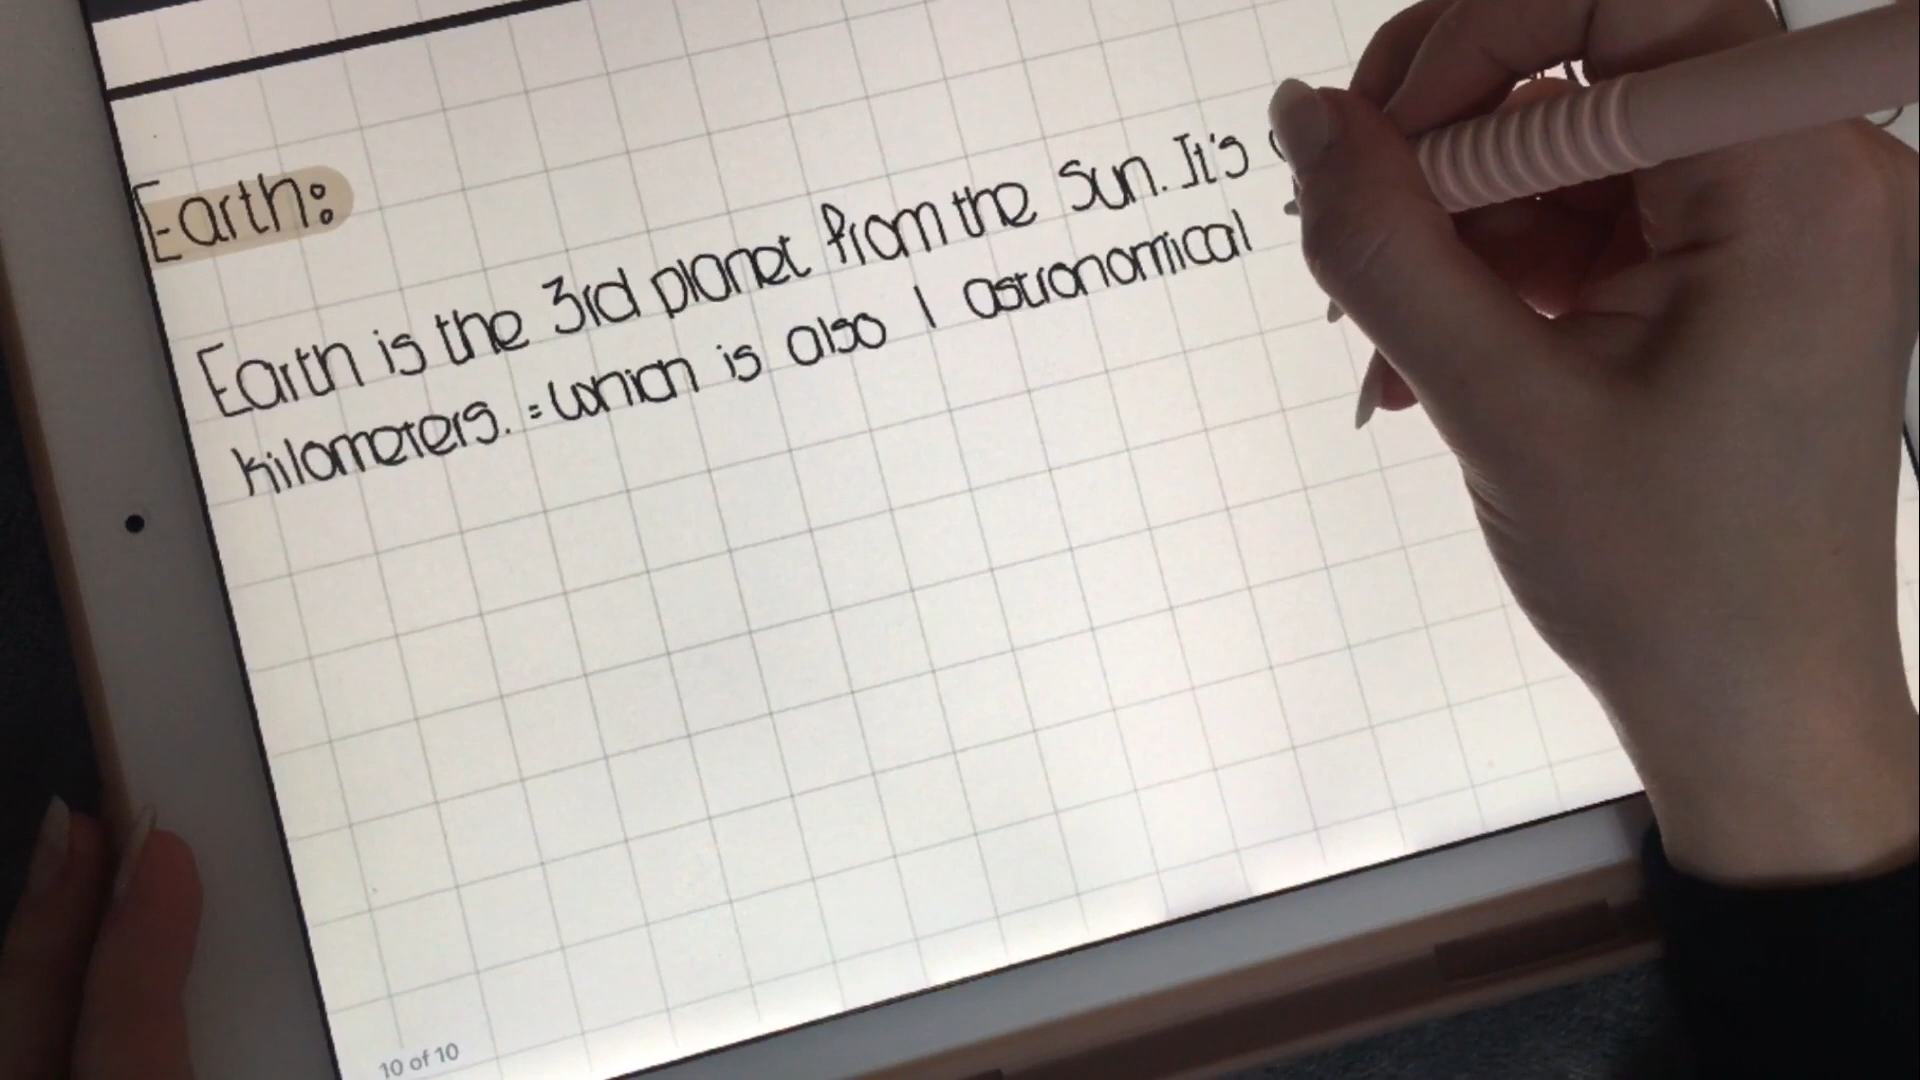 Earth:
Earth is the 3rd planet from the Sun. It's
kilometers. = which is also 1 astronomical
10 of 10